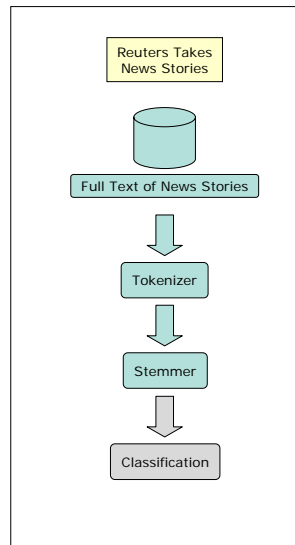 Reuters Takes
News Stories
Full Text of News Stories
Tokenizer
Stemmer
Classification